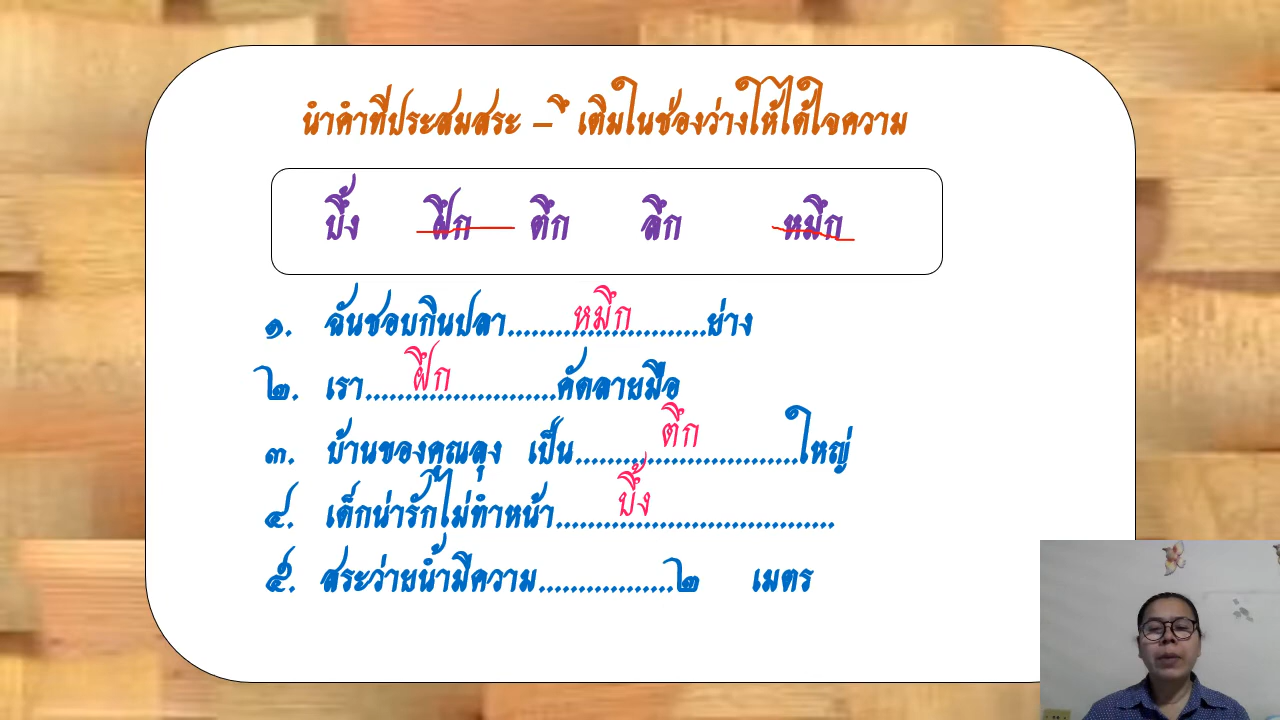 นำคำที่ประสมสระ – ึ เติมในช่องว่างให้ได้ใจความ
บึ้ง ฝึก ตึก ลึก หมึก
๑. ฉันชอบกินปลา.........หมึก................ย่าง
๒. เรา......ฝึก.............คัดลายมือ
๓. บ้านของคุณลุง เป็น...........ตึก.................ใหญ่
๔. เด็กน่ารักไม่ทำหน้า........บึ้ง...........................
๕. สระว่ายน้ำมีความ.................๒ เมตร